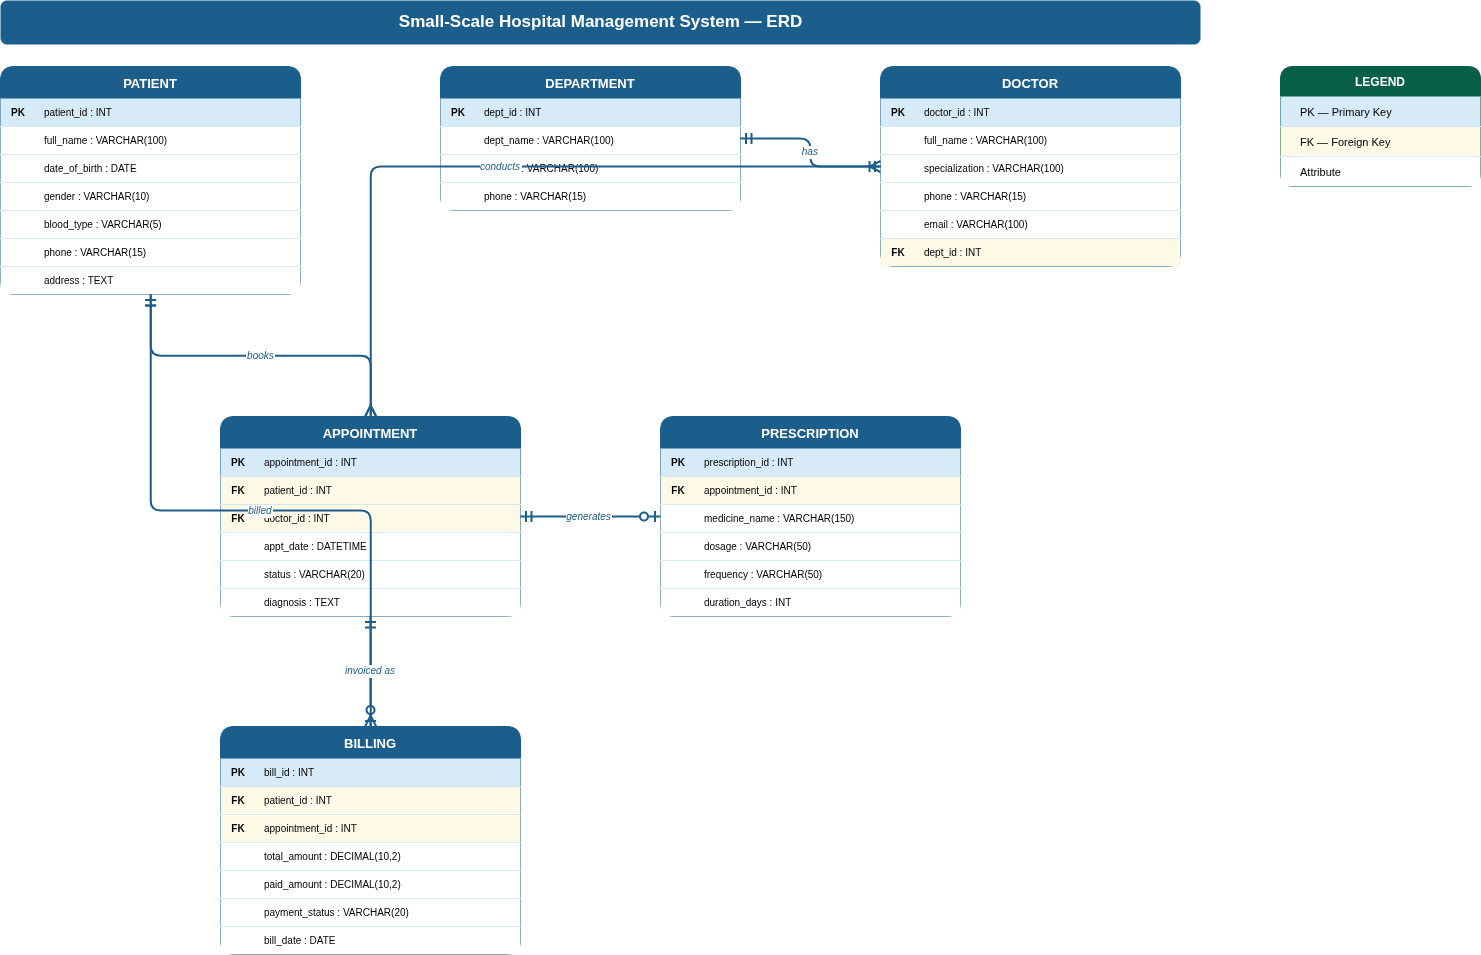 Small-Scale Hospital Management System — ERD
PATIENT
PK patient_id : INT
full_name : VARCHAR(100)
date_of_birth : DATE
gender : VARCHAR(10)
blood_type : VARCHAR(5)
phone : VARCHAR(15)
address : TEXT
DEPARTMENT
PK dept_id : INT
dept_name : VARCHAR(100)
conducts : VARCHAR(100)
phone : VARCHAR(15)
has
DOCTOR
PK doctor_id : INT
full_name : VARCHAR(100)
specialization : VARCHAR(100)
phone : VARCHAR(15)
email : VARCHAR(100)
FK dept_id : INT
LEGEND
PK — Primary Key
FK — Foreign Key
Attribute
books
APPOINTMENT
PK appointment_id : INT
FK patient_id : INT
billed
FK doctor_id : INT
appt_date : DATETIME
status : VARCHAR(20)
diagnosis : TEXT
generates
PRESCRIPTION
PK prescription_id : INT
FK appointment_id : INT
medicine_name : VARCHAR(150)
dosage : VARCHAR(50)
frequency : VARCHAR(50)
duration_days : INT
invoiced as
BILLING
PK bill_id : INT
FK patient_id : INT
FK appointment_id : INT
total_amount : DECIMAL(10,2)
paid_amount : DECIMAL(10,2)
payment_status : VARCHAR(20)
bill_date : DATE